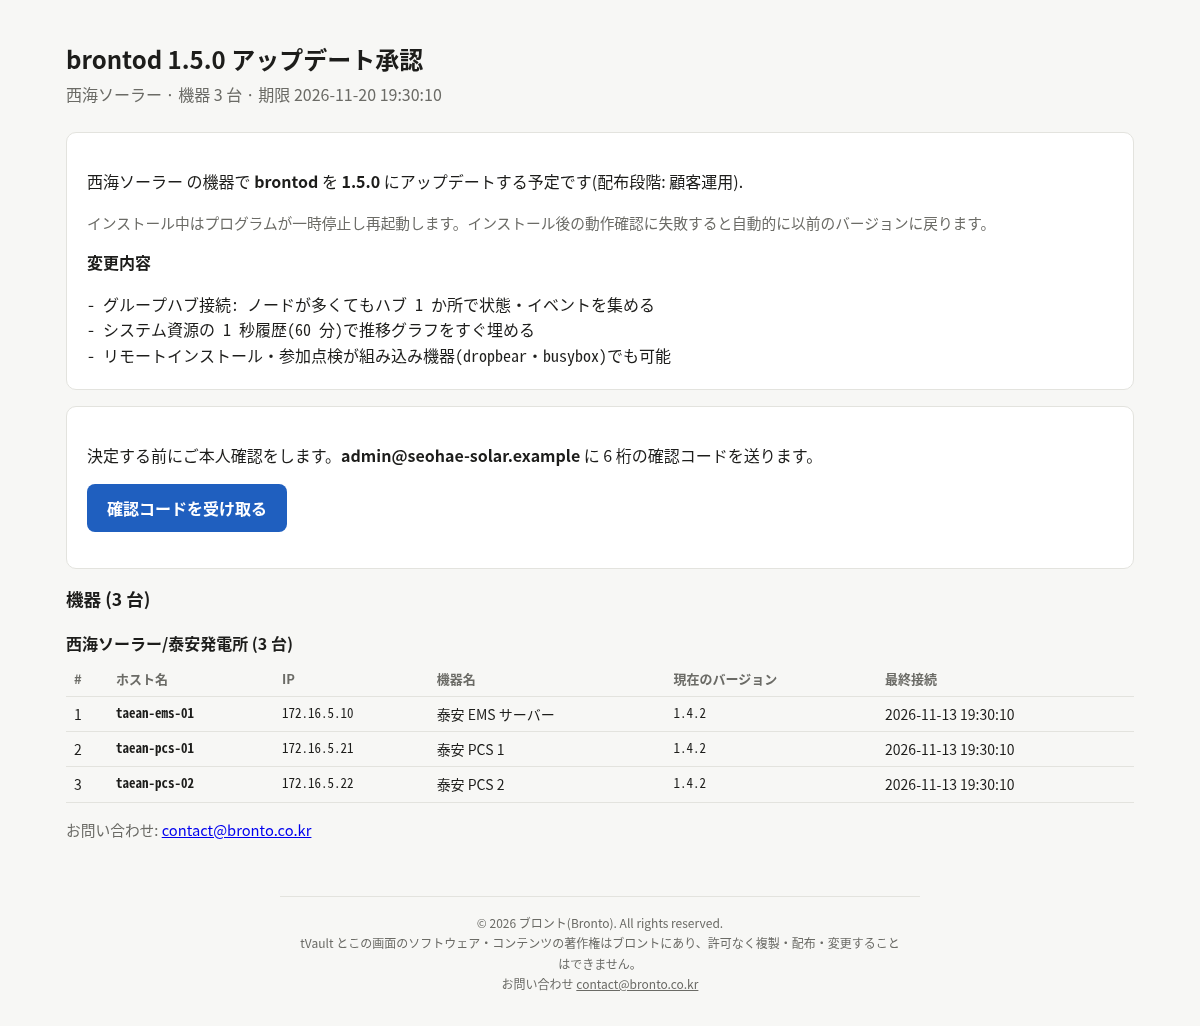 brontod 1.5.0 アップデート承認
西海ソーラー · 機器 3 台 · 期限 2026-11-20 19:30:10
西海ソーラー の機器で brontod を 1.5.0 にアップデートする予定です(配布段階: 顧客運用).
インストール中はプログラムが一時停止し再起動します。インストール後の動作確認に失敗すると自動的に以前のバージョンに戻ります。
変更内容
- グループハブ接続: ノードが多くてもハブ 1 か所で状態・イベントを集める
- システム資源の 1 秒履歴(60 分)で推移グラフをすぐ埋める
- リモートインストール・参加点検が組み込み機器(dropbear・busybox)でも可能
決定する前にご本人確認をします。admin@seohae-solar.example に 6 桁の確認コードを送ります。
確認コードを受け取る
機器 (3 台)
西海ソーラー/泰安発電所 (3 台)
# ホスト名 IP 機器名 現在のバージョン 最終接続
1 taean-ems-01 172.16.5.10 泰安 EMS サーバー 1.4.2 2026-11-13 19:30:10
2 taean-pcs-01 172.16.5.21 泰安 PCS 1 1.4.2 2026-11-13 19:30:10
3 taean-pcs-02 172.16.5.22 泰安 PCS 2 1.4.2 2026-11-13 19:30:10
お問い合わせ: contact@bronto.co.kr
© 2026 ブロント(Bronto). All rights reserved.
tVault とこの画面のソフトウェア・コンテンツの著作権はブロントにあり、許可なく複製・配布・変更すること
はできません。
お問い合わせ contact@bronto.co.kr